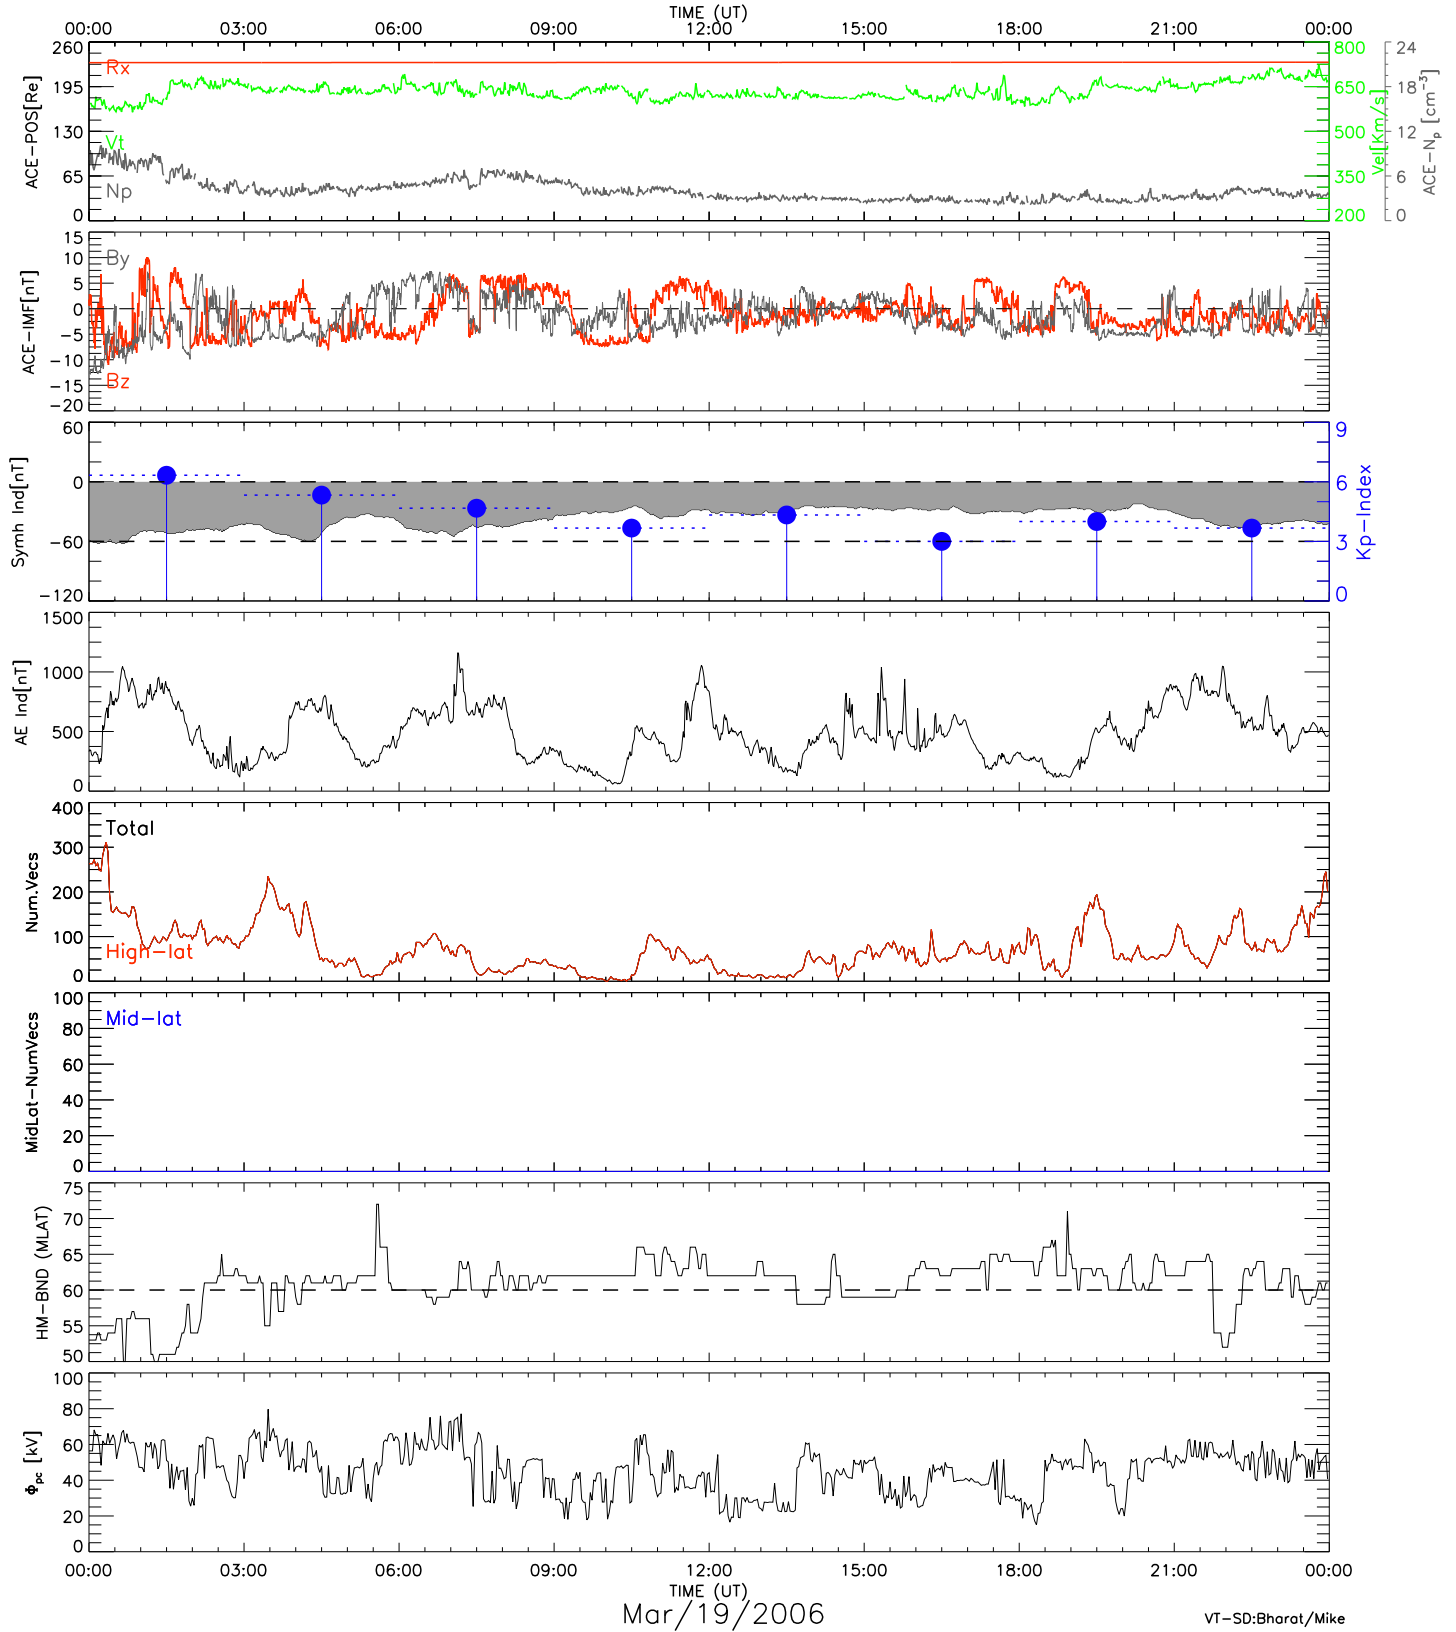 TIME (UT)
00:00 03:00 06:00 09:00 12:00 15:00 18:00 21:00 00:00
260 195 130 65 0
ACE-POS[Re]
Rx
Vt
Np
800 650 500 350 200
Vel[Km/s]
24 18 12 6 0
ACE-Np [cm⁻³]
15 10 5 0 -5 -10 -15 -20
ACE-IMF[nT]
By
Bz
60 0 -60 -120
Symh Ind[nT]
9 6 3 0
Kp-Index
1500 1000 500 0
AE Ind[nT]
400 300 200 100 0
Num.Vecs
Total
High-lat
100 80 60 40 20 0
MidLat-NumVecs
Mid-lat
75 70 65 60 55 50
HM-BND (MLAT)
100 80 60 40 20 0
Φpc [kV]
00:00 03:00 06:00 09:00 12:00 15:00 18:00 21:00 00:00
TIME (UT)
Mar/19/2006
VT-SD:Bharat/Mike